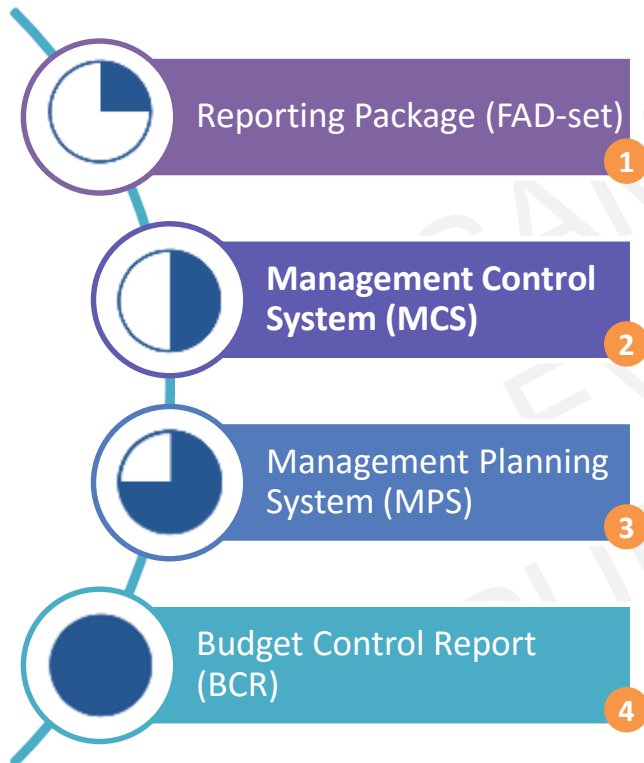 Reporting Package (FAD-set)
1
Management Control
System (MCS)
2
Management Planning
System (MPS)
3
Budget Control Report
(BCR)
4